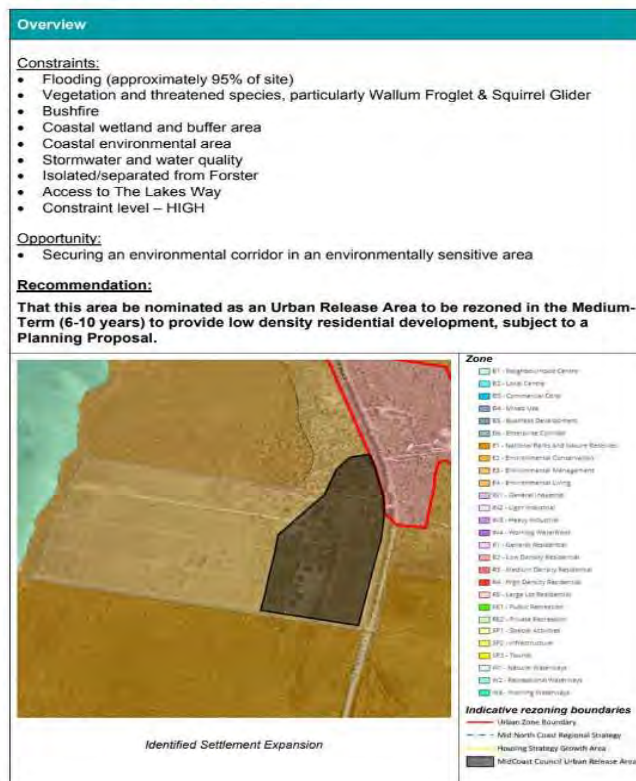 Overview
Constraints:
• Flooding (approximately 95% of site)
• Vegetation and threatened species, particularly Wallum Froglet & Squirrel Glider
• Bushfire
• Coastal wetland and buffer area
• Coastal environmental area
• Stormwater and water quality
• Isolated/separated from Forster
• Access to The Lakes Way
• Constraint level – HIGH
Opportunity:
• Securing an environmental corridor in an environmentally sensitive area
Recommendation:
That this area be nominated as an Urban Release Area to be rezoned in the Medium-
Term (6-10 years) to provide low density residential development, subject to a
Planning Proposal.
Zone
B1 - Neighbourhood Centre
B2 - Local Centre
B3 - Commercial Core
B4 - Mixed Use
B5 - Business Development
B6 - Enterprise Corridor
E1 - National Parks and Nature Reserves
E2 - Environmental Conservation
E3 - Environmental Management
E4 - Environmental Living
IN1 - General Industrial
IN2 - Light Industrial
IN3 - Heavy Industrial
IN4 - Working Waterfront
R1 - General Residential
R2 - Low Density Residential
R3 - Medium Density Residential
R4 - High Density Residential
R5 - Large Lot Residential
RE1 - Public Recreation
RE2 - Private Recreation
SP1 - Special Activities
SP2 - Infrastructure
SP3 - Tourist
W1 - Natural Waterways
W2 - Recreational Waterways
W3 - Working Waterways
Indicative rezoning boundaries
Urban Zone Boundary
Mid North Coast Regional Strategy
Housing Strategy Growth Area
MidCoast Council Urban Release Area
Identified Settlement Expansion